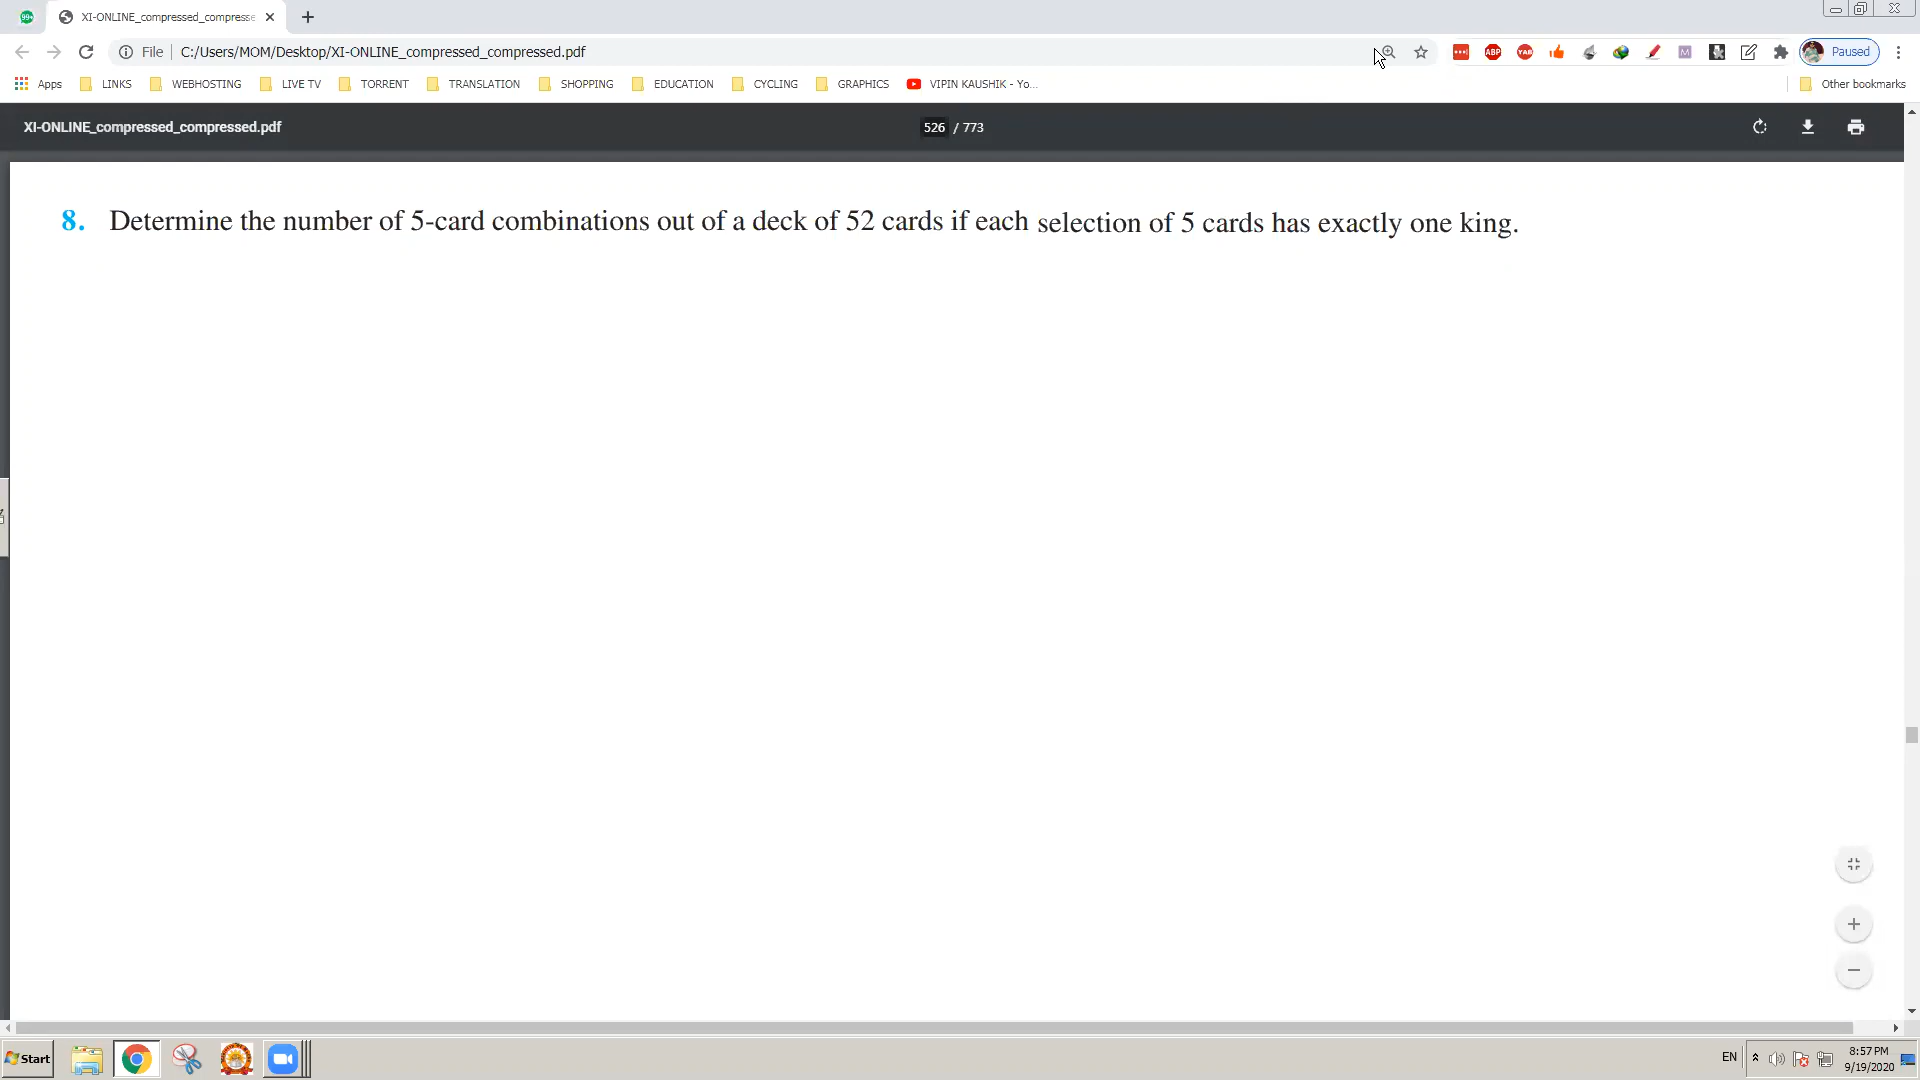 99+
XI-ONLINE_compressed_compresse
File
C:/Users/MOM/Desktop/XI-ONLINE_compressed_compressed.pdf
ABP
YAB
M
Paused
Apps
LINKS
WEBHOSTING
LIVE TV
TORRENT
TRANSLATION
SHOPPING
EDUCATION
CYCLING
GRAPHICS
VIPIN KAUSHIK - Yo...
Other bookmarks
XI-ONLINE_compressed_compressed.pdf
526 / 773
8. Determine the number of 5-card combinations out of a deck of 52 cards if each selection of 5 cards has exactly one king.
Start
EN
8:57 PM
9/19/2020